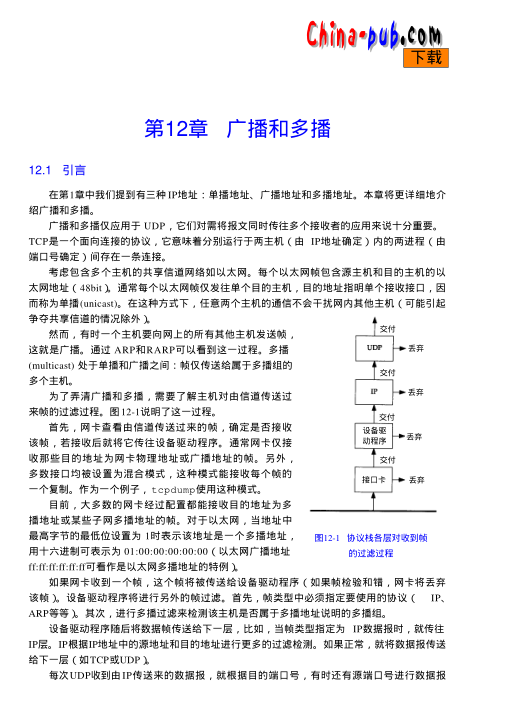 China-pub.com
下载
第12章 广播和多播
12.1 引言
在第1章中我们提到有三种IP地址：单播地址、广播地址和多播地址。本章将更详细地介
绍广播和多播。
广播和多播仅应用于 UDP，它们对需将报文同时传往多个接收者的应用来说十分重要。
TCP是一个面向连接的协议，它意味着分别运行于两主机（由 IP地址确定）内的两进程（由
端口号确定）间存在一条连接。
考虑包含多个主机的共享信道网络如以太网。每个以太网帧包含源主机和目的主机的以
太网地址（48bit）。通常每个以太网帧仅发往单个目的主机，目的地址指明单个接收接口，因
而称为单播(unicast)。在这种方式下，任意两个主机的通信不会干扰网内其他主机（可能引起
争夺共享信道的情况除外）。
然而，有时一个主机要向网上的所有其他主机发送帧，
这就是广播。通过 ARP和RARP可以看到这一过程。多播
(multicast) 处于单播和广播之间：帧仅传送给属于多播组的
多个主机。
为了弄清广播和多播，需要了解主机对由信道传送过
来帧的过滤过程。图12-1说明了这一过程。
首先，网卡查看由信道传送过来的帧，确定是否接收
该帧，若接收后就将它传往设备驱动程序。通常网卡仅接
收那些目的地址为网卡物理地址或广播地址的帧。另外，
多数接口均被设置为混合模式，这种模式能接收每个帧的
一个复制。作为一个例子，tcpdump使用这种模式。
目前，大多数的网卡经过配置都能接收目的地址为多
播地址或某些子网多播地址的帧。对于以太网，当地址中
最高字节的最低位设置为 1时表示该地址是一个多播地址，
用十六进制可表示为 01:00:00:00:00:00（以太网广播地址
ff:ff:ff:ff:ff:ff可看作是以太网多播地址的特例）。
交付
UDP
丢弃
交付
IP
丢弃
交付
设备驱
动程序
丢弃
交付
接口卡
丢弃
图12-1 协议栈各层对收到帧
的过滤过程
如果网卡收到一个帧，这个帧将被传送给设备驱动程序（如果帧检验和错，网卡将丢弃
该帧）。设备驱动程序将进行另外的帧过滤。首先，帧类型中必须指定要使用的协议（ IP、
ARP等等）。其次，进行多播过滤来检测该主机是否属于多播地址说明的多播组。
设备驱动程序随后将数据帧传送给下一层，比如，当帧类型指定为 IP数据报时，就传往
IP层。IP根据IP地址中的源地址和目的地址进行更多的过滤检测。如果正常，就将数据报传送
给下一层（如TCP或UDP）。
每次UDP收到由IP传送来的数据报，就根据目的端口号，有时还有源端口号进行数据报